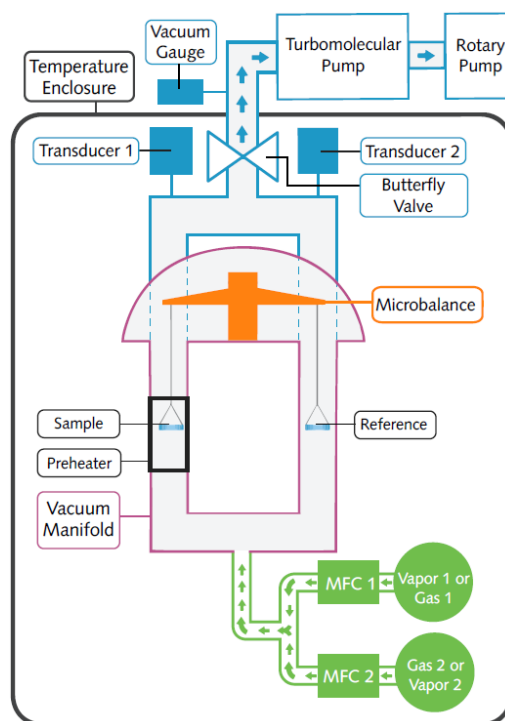 Vacuum
Gauge
Turbomolecular
Pump
Rotary
Pump
Temperature
Enclosure
Transducer 1
Transducer 2
Butterfly
Valve
Microbalance
Sample
Reference
Preheater
Vacuum
Manifold
MFC 1
Vapor 1 or
Gas 1
MFC 2
Gas 2 or
Vapor 2